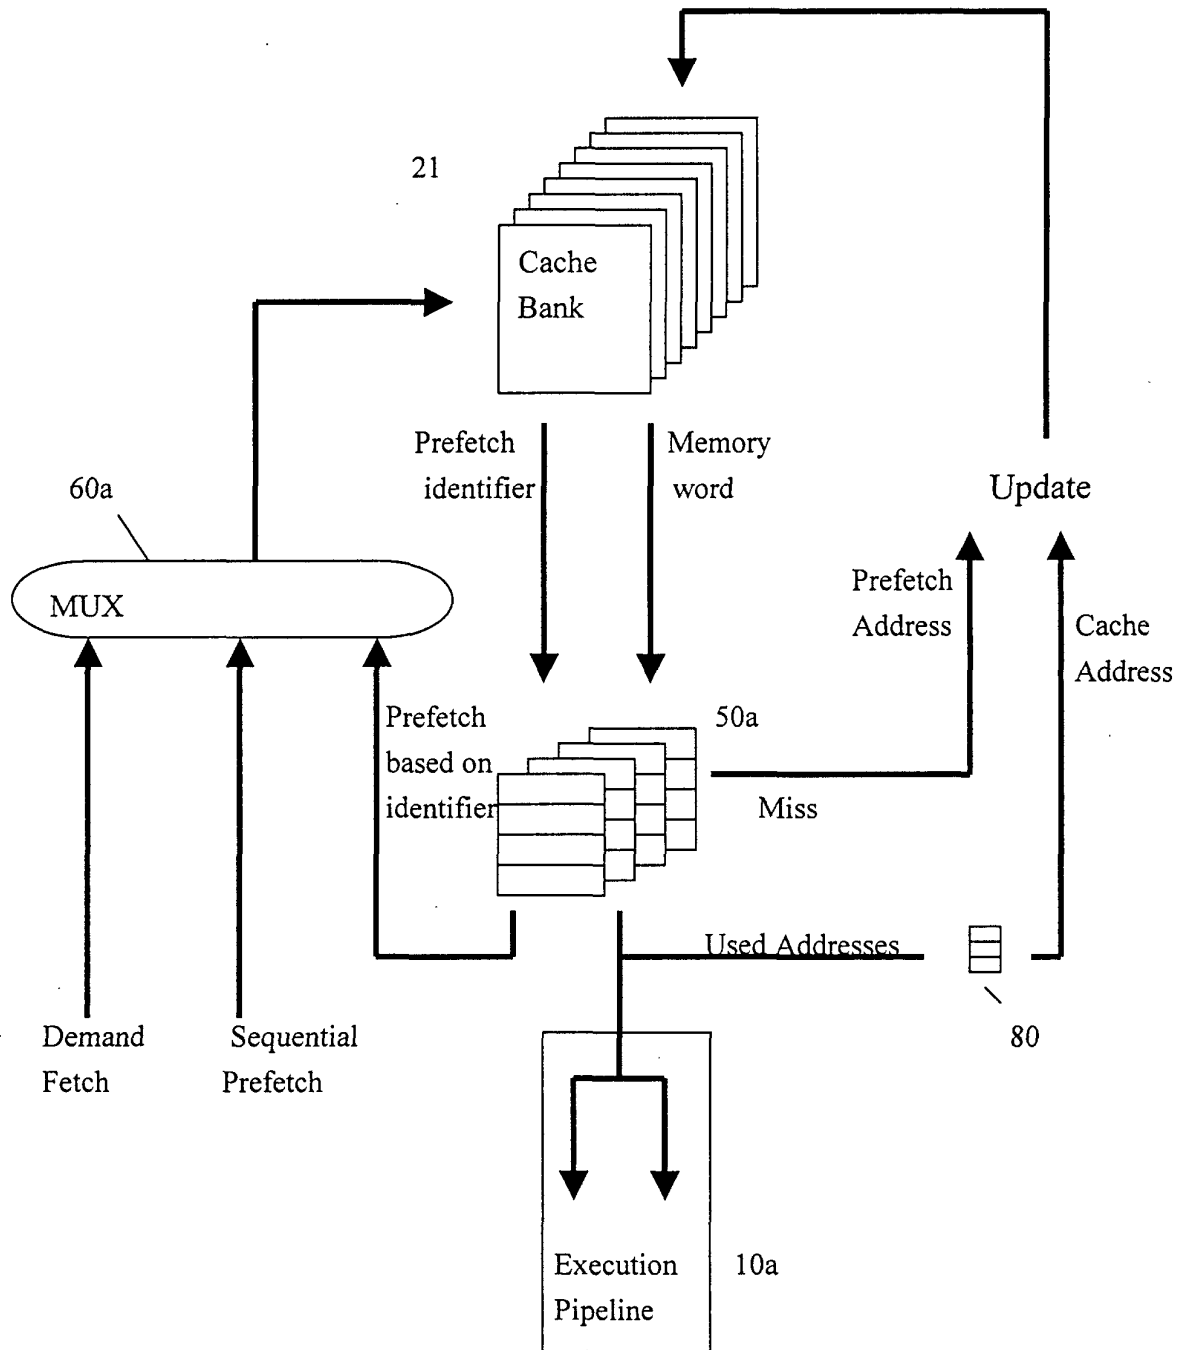 21
Cache
Bank
Prefetch
identifier
Memory
word
60a
Update
MUX
Prefetch
Address
Cache
Address
Prefetch
based on
identifier
50a
Miss
Used Addresses
80
Demand
Fetch
Sequential
Prefetch
Execution
Pipeline
10a